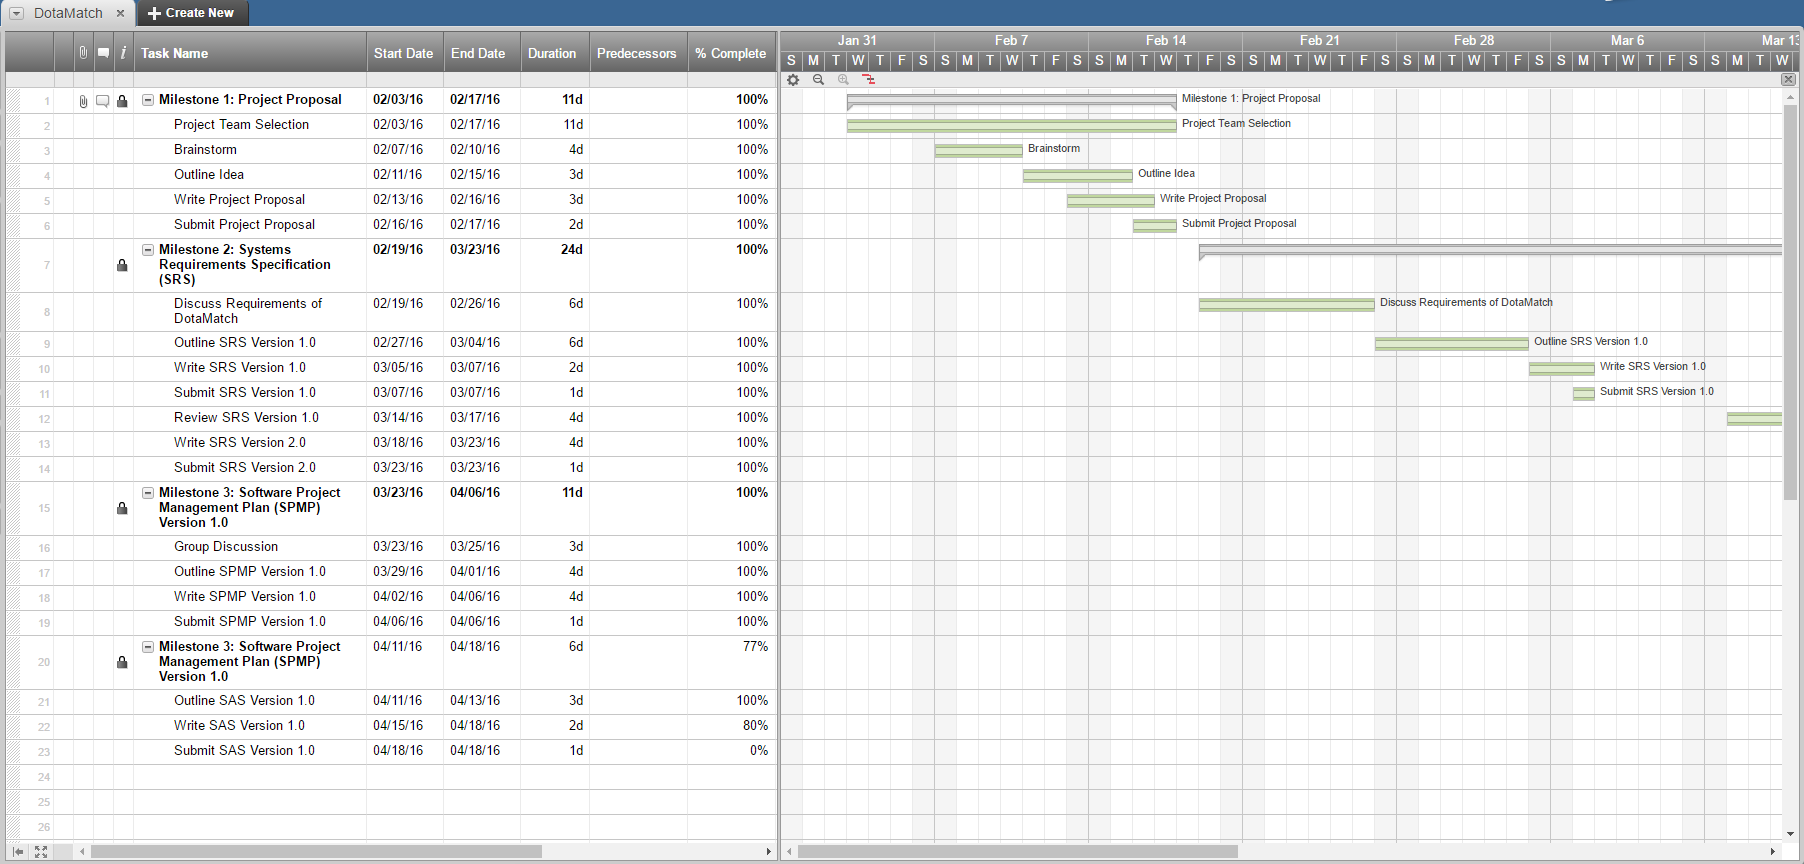 DotaMatch
Create New
i Task Name Start Date End Date Duration Predecessors % Complete
Jan 31 Feb 7 Feb 14 Feb 21 Feb 28 Mar 6 Mar 13
S M T W T F S S M T W T F S S M T W T F S S M T W T F S S M T W T F S S M T W T F S S M T W
1 Milestone 1: Project Proposal 02/03/16 02/17/16 11d 100% Milestone 1: Project Proposal
2 Project Team Selection 02/03/16 02/17/16 11d 100% Project Team Selection
3 Brainstorm 02/07/16 02/10/16 4d 100% Brainstorm
4 Outline Idea 02/11/16 02/15/16 3d 100% Outline Idea
5 Write Project Proposal 02/13/16 02/16/16 3d 100% Write Project Proposal
6 Submit Project Proposal 02/16/16 02/17/16 2d 100% Submit Project Proposal
7 Milestone 2: Systems 02/19/16 03/23/16 24d 100%
Requirements Specification
(SRS)
8 Discuss Requirements of 02/19/16 02/26/16 6d 100% Discuss Requirements of DotaMatch
DotaMatch
9 Outline SRS Version 1.0 02/27/16 03/04/16 6d 100% Outline SRS Version 1.0
10 Write SRS Version 1.0 03/05/16 03/07/16 2d 100% Write SRS Version 1.0
11 Submit SRS Version 1.0 03/07/16 03/07/16 1d 100% Submit SRS Version 1.0
12 Review SRS Version 1.0 03/14/16 03/17/16 4d 100%
13 Write SRS Version 2.0 03/18/16 03/23/16 4d 100%
14 Submit SRS Version 2.0 03/23/16 03/23/16 1d 100%
15 Milestone 3: Software Project 03/23/16 04/06/16 11d 100%
Management Plan (SPMP)
Version 1.0
16 Group Discussion 03/23/16 03/25/16 3d 100%
17 Outline SPMP Version 1.0 03/29/16 04/01/16 4d 100%
18 Write SPMP Version 1.0 04/02/16 04/06/16 4d 100%
19 Submit SPMP Version 1.0 04/06/16 04/06/16 1d 100%
20 Milestone 3: Software Project 04/11/16 04/18/16 6d 77%
Management Plan (SPMP)
Version 1.0
21 Outline SAS Version 1.0 04/11/16 04/13/16 3d 100%
22 Write SAS Version 1.0 04/15/16 04/18/16 2d 80%
23 Submit SAS Version 1.0 04/18/16 04/18/16 1d 0%
24
25
26